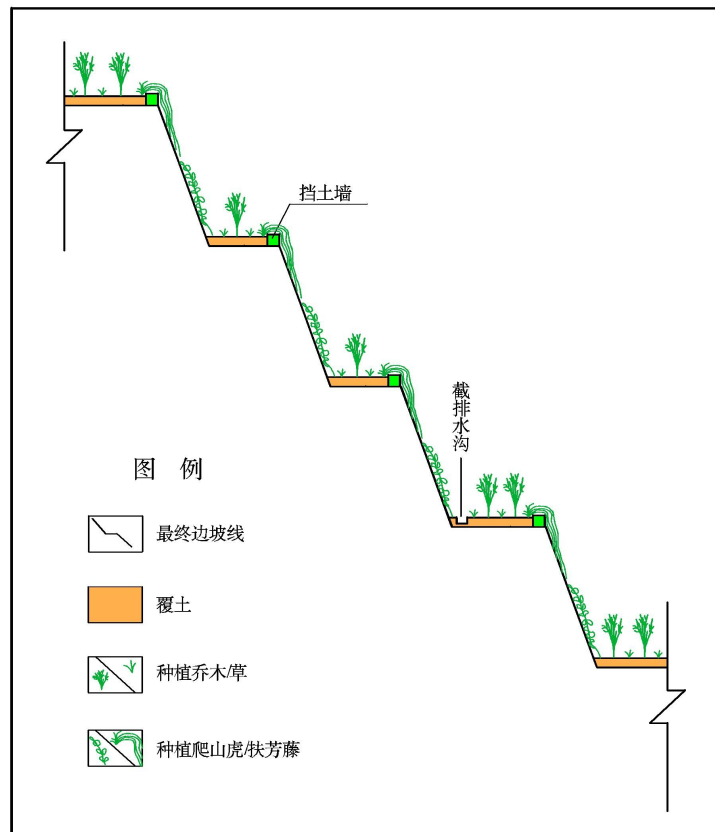 挡土墙
截排水沟
图 例
最终边坡线
覆土
种植乔木/草
种植爬山虎/扶芳藤